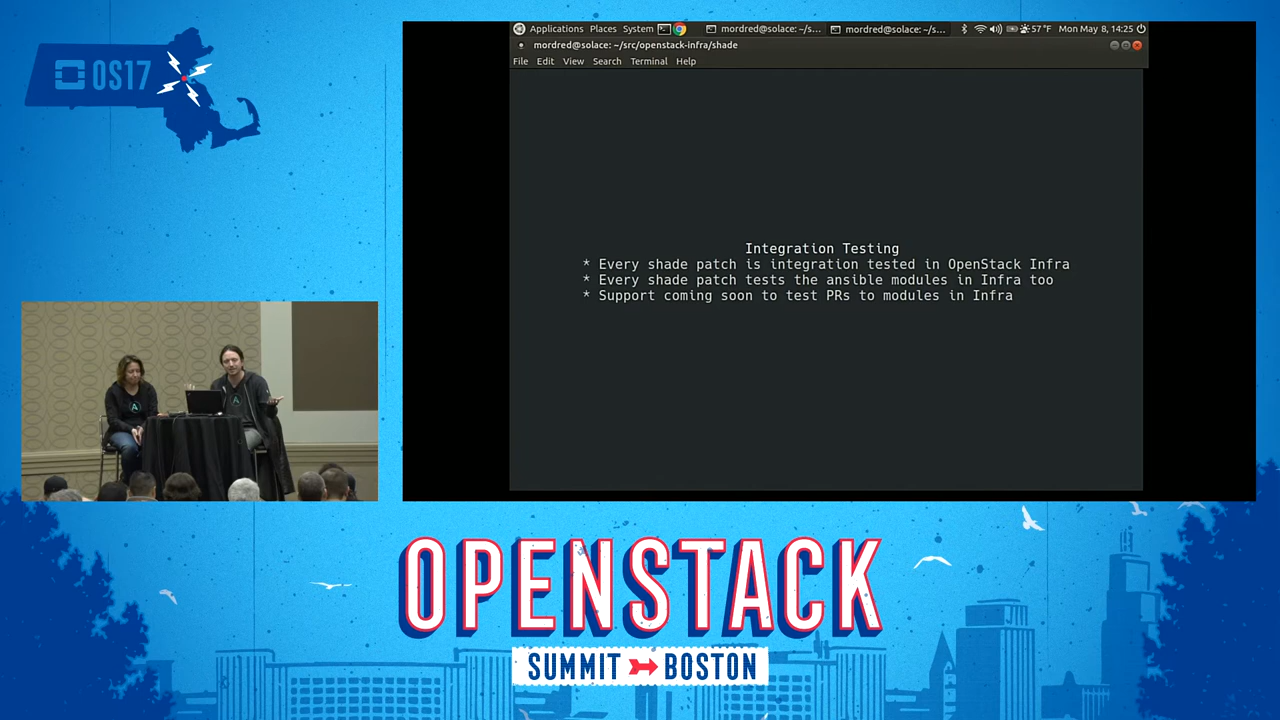 OS17
Applications Places System mordred@solace: ~/s... mordred@solace: ~/s... 57 °F Mon May 8, 14:25
mordred@solace: ~/src/openstack-infra/shade
File Edit View Search Terminal Help
Integration Testing
* Every shade patch is integration tested in OpenStack Infra
* Every shade patch tests the ansible modules in Infra too
* Support coming soon to test PRs to modules in Infra
A
A
OPENSTACK
SUMMIT BOSTON